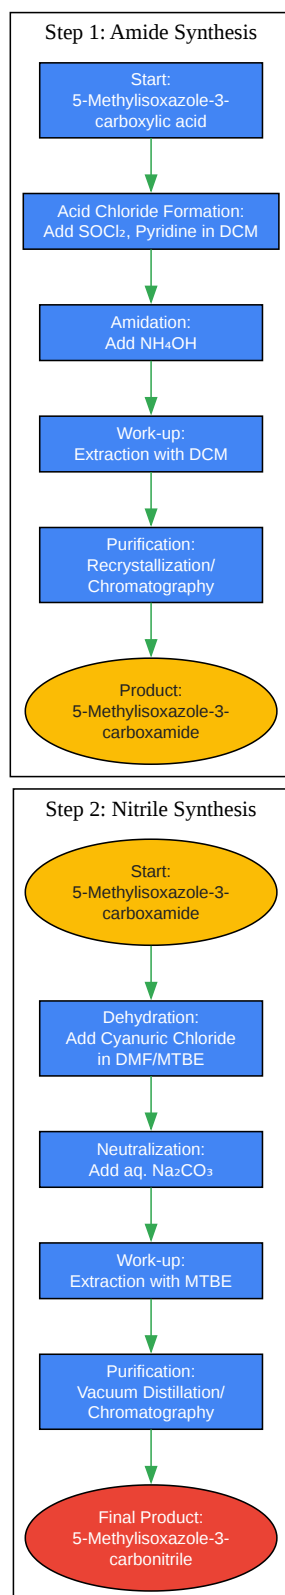 Step 1: Amide Synthesis
Start:
5-Methylisoxazole-3-
carboxylic acid
Acid Chloride Formation:
Add SOCl₂, Pyridine in DCM
Amidation:
Add NH₄OH
Work-up:
Extraction with DCM
Purification:
Recrystallization/
Chromatography
Product:
5-Methylisoxazole-3-
carboxamide
Step 2: Nitrile Synthesis
Start:
5-Methylisoxazole-3-
carboxamide
Dehydration:
Add Cyanuric Chloride
in DMF/MTBE
Neutralization:
Add aq. Na₂CO₃
Work-up:
Extraction with MTBE
Purification:
Vacuum Distillation/
Chromatography
Final Product:
5-Methylisoxazole-3-
carbonitrile